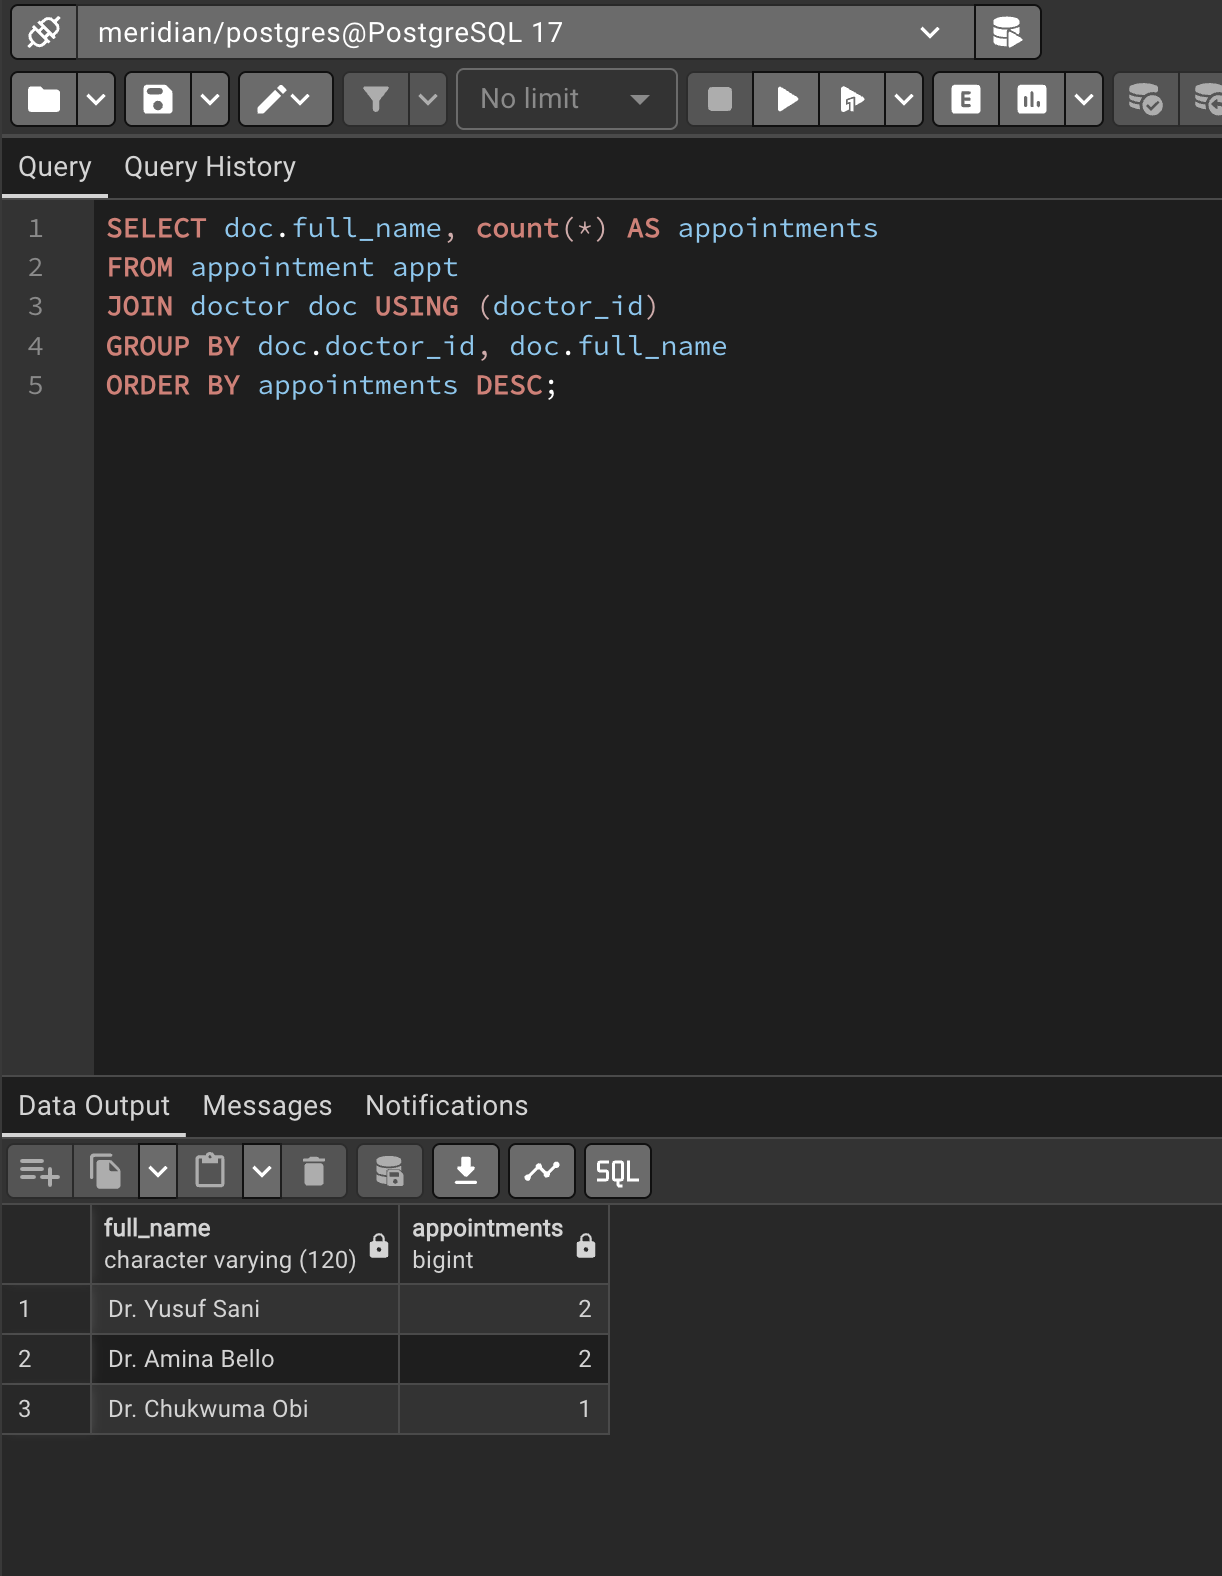 meridian/postgres@PostgreSQL 17
No limit
E
Query Query History
1 SELECT doc.full_name, count(*) AS appointments
2 FROM appointment appt
3 JOIN doctor doc USING (doctor_id)
4 GROUP BY doc.doctor_id, doc.full_name
5 ORDER BY appointments DESC;
Data Output Messages Notifications
SQL
full_name appointments
character varying (120) bigint
1 Dr. Yusuf Sani 2
2 Dr. Amina Bello 2
3 Dr. Chukwuma Obi 1